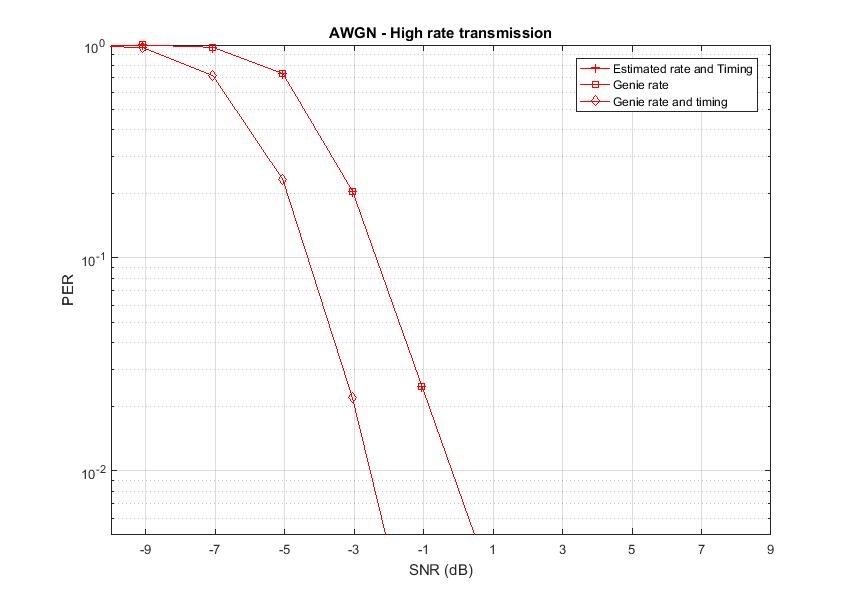 AWGN - High rate transmission
Estimated rate and Timing
Genie rate
Genie rate and timing
10^0
10^-1
10^-2
PER
-9 -7 -5 -3 -1 1 3 5 7 9
SNR (dB)